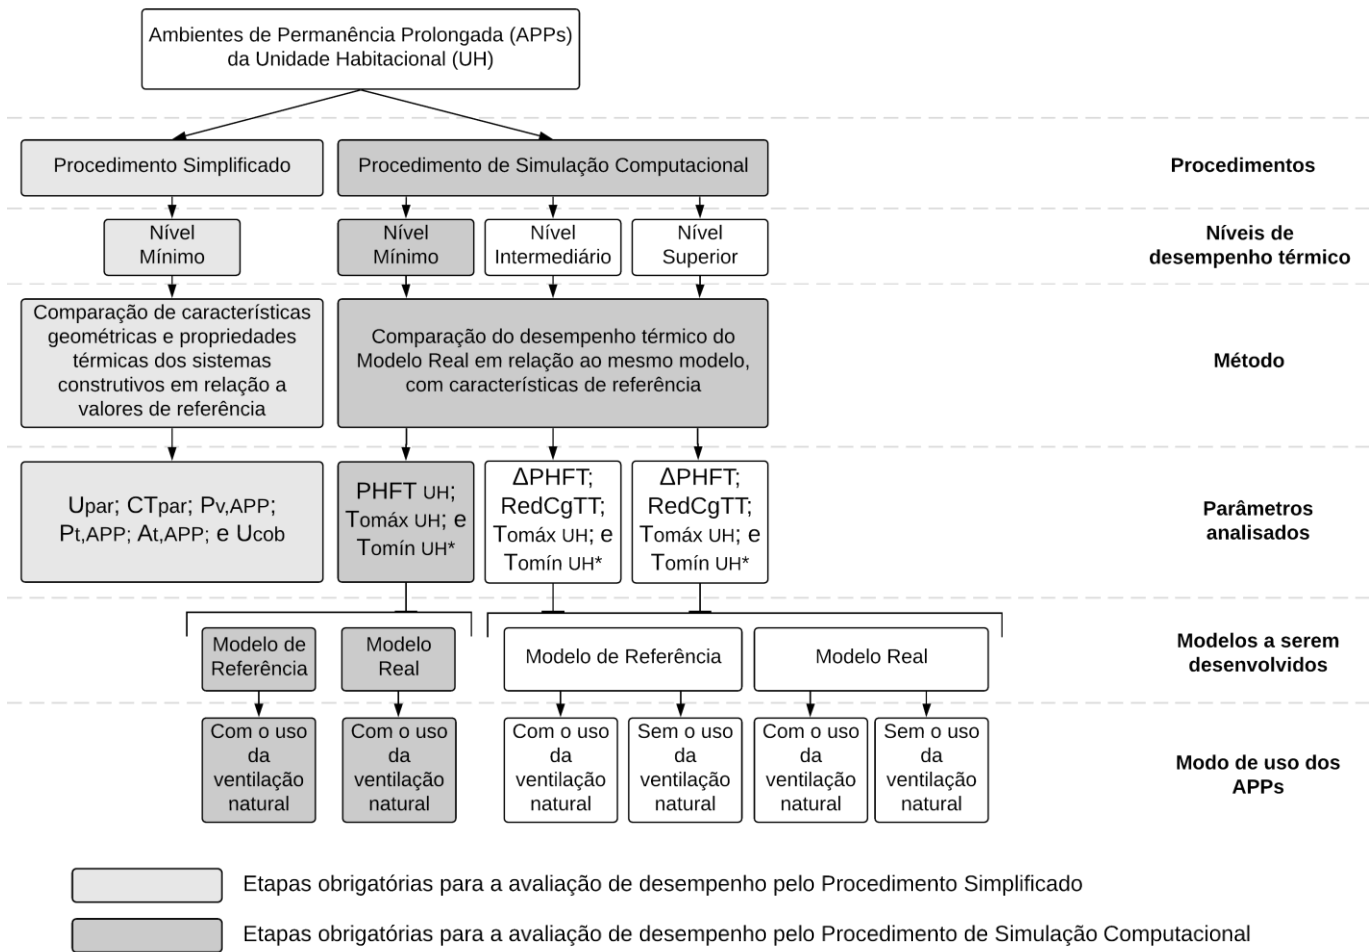 Ambientes de Permanência Prolongada (APPs)
da Unidade Habitacional (UH)
Procedimento Simplificado
Procedimento de Simulação Computacional
Procedimentos
Nível
Mínimo
Nível
Mínimo
Nível
Intermediário
Nível
Superior
Níveis de
desempenho térmico
Comparação de características
geométricas e propriedades
térmicas dos sistemas
construtivos em relação a
valores de referência
Comparação do desempenho térmico do
Modelo Real em relação ao mesmo modelo,
com características de referência
Método
Upar; CTpar; Pv,APP;
Pt,APP; At,APP; e Ucob
PHFT UH;
Tomáx UH; e
Tomín UH*
ΔPHFT;
RedCgTT;
Tomáx UH; e
Tomín UH*
ΔPHFT;
RedCgTT;
Tomáx UH; e
Tomín UH*
Parâmetros
analisados
Modelo de
Referência
Modelo
Real
Modelo de Referência
Modelo Real
Modelos a serem
desenvolvidos
Com o uso
da
ventilação
natural
Com o uso
da
ventilação
natural
Com o uso
da
ventilação
natural
Sem o uso
da
ventilação
natural
Com o uso
da
ventilação
natural
Sem o uso
da
ventilação
natural
Modo de uso dos
APPs
Etapas obrigatórias para a avaliação de desempenho pelo Procedimento Simplificado
Etapas obrigatórias para a avaliação de desempenho pelo Procedimento de Simulação Computacional